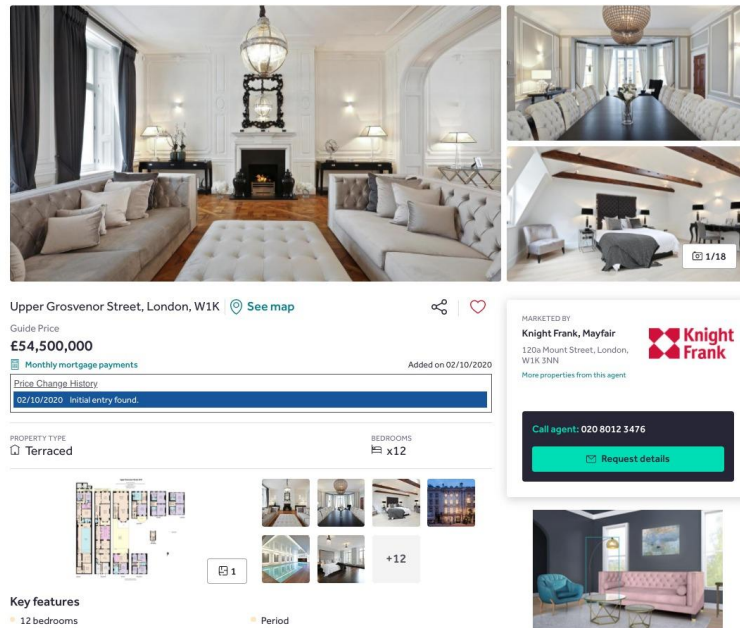 1/18
Upper Grosvenor Street, London, W1K See map
Guide Price
£54,500,000
Monthly mortgage payments
Added on 02/10/2020
Price Change History
02/10/2020 Initial entry found.
PROPERTY TYPE
Terraced
BEDROOMS
x12
1
+12
Key features
12 bedrooms
Period
MARKETED BY
Knight Frank, Mayfair
120a Mount Street, London,
W1K 3NN
More properties from this agent
Knight
Frank
Call agent: 020 8012 3476
Request details